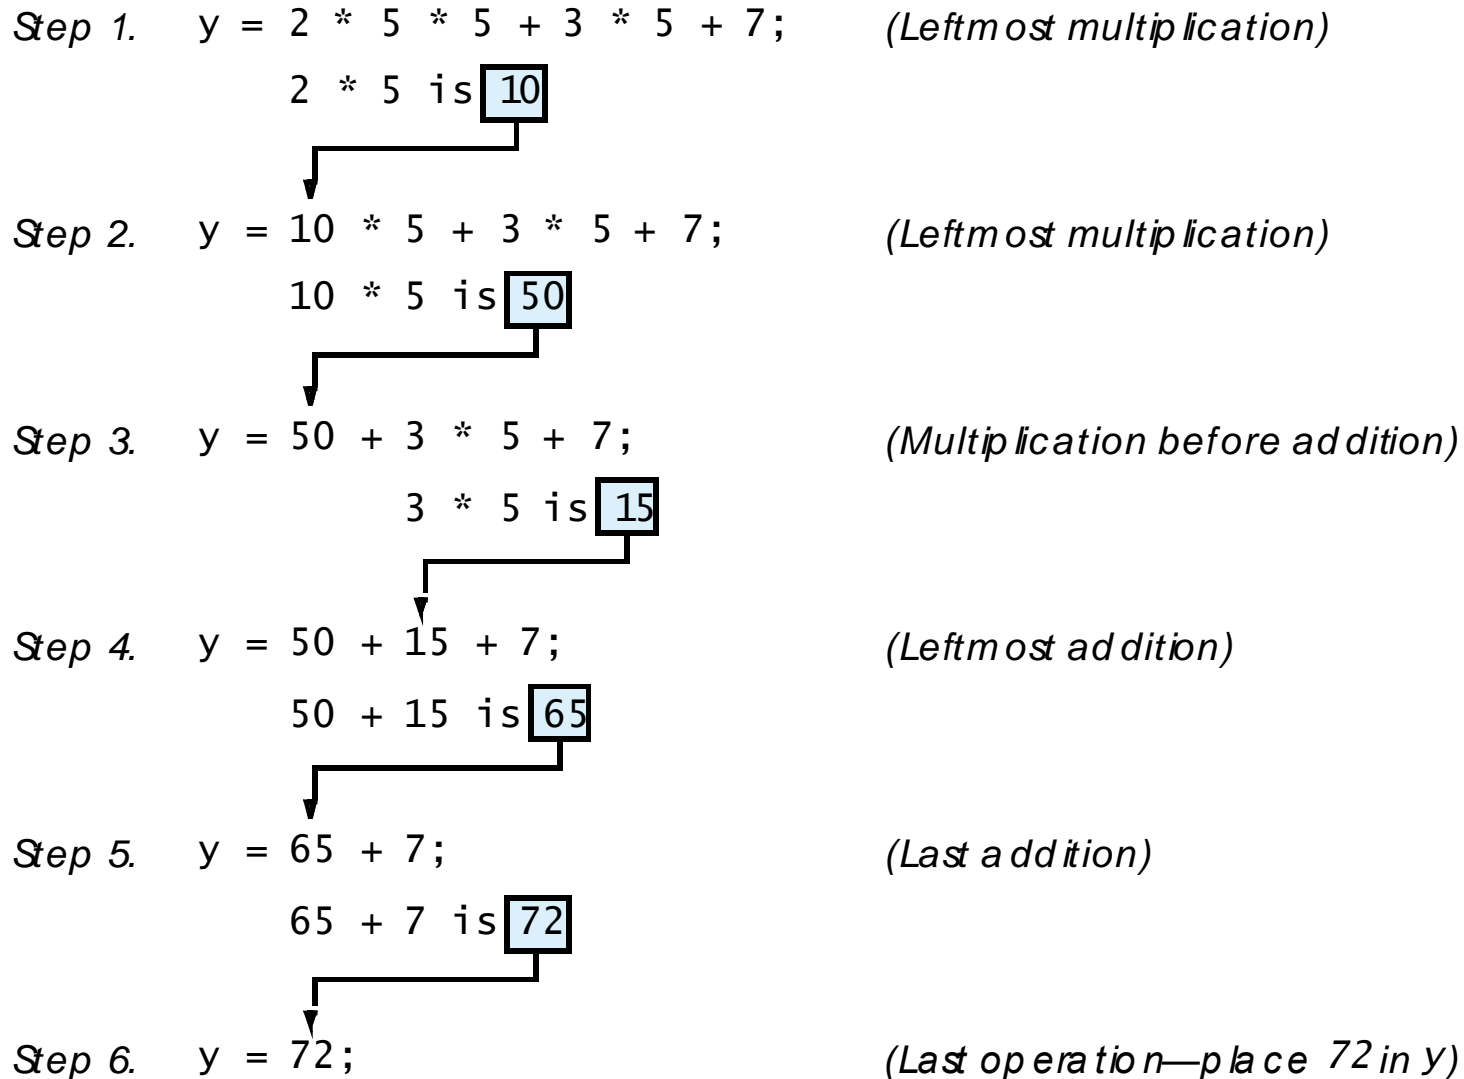 Step 1. y = 2 * 5 * 5 + 3 * 5 + 7; (Leftmost multiplication)
2 * 5 is 10
Step 2. y = 10 * 5 + 3 * 5 + 7; (Leftmost multiplication)
10 * 5 is 50
Step 3. y = 50 + 3 * 5 + 7; (Multiplication before addition)
3 * 5 is 15
Step 4. y = 50 + 15 + 7; (Leftmost addition)
50 + 15 is 65
Step 5. y = 65 + 7; (Last addition)
65 + 7 is 72
Step 6. y = 72; (Last operation—place 72 in y)